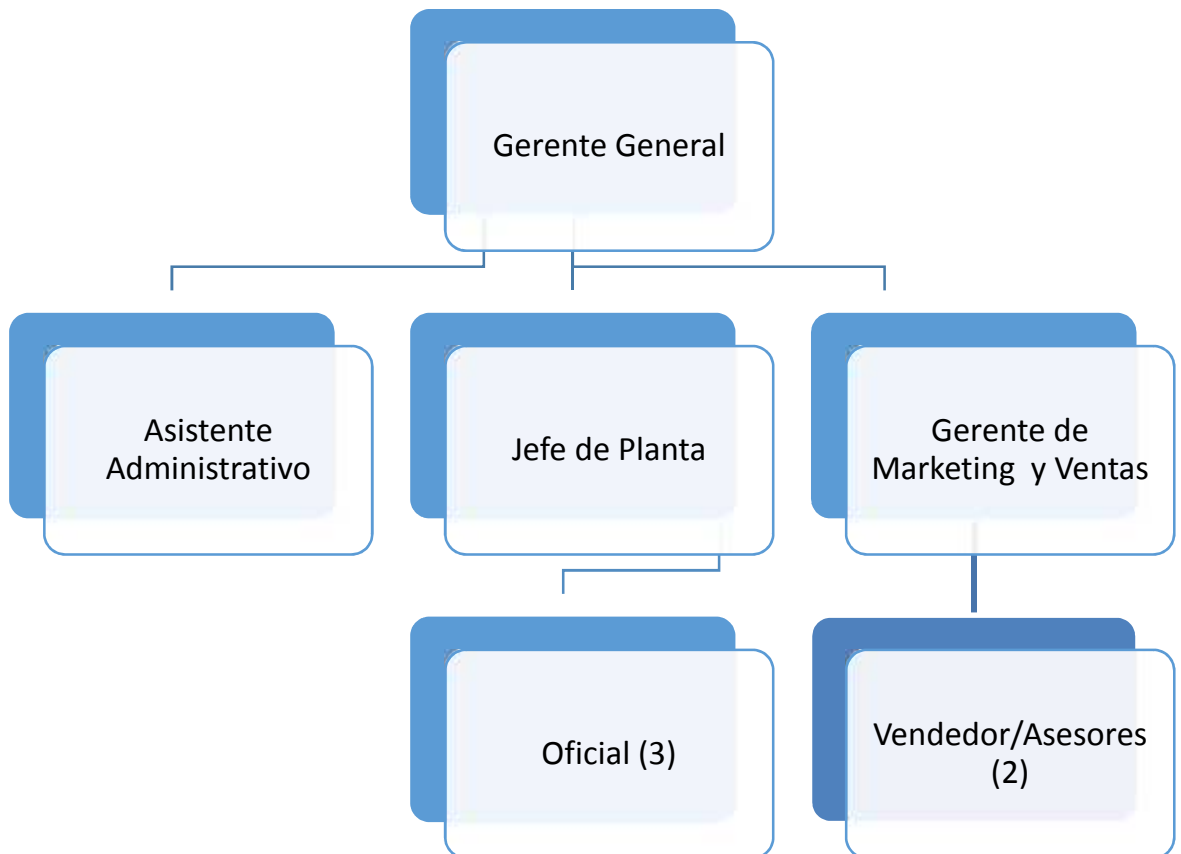 Gerente General
Asistente
Administrativo
Jefe de Planta
Gerente de
Marketing  y Ventas
Oficial (3)
Vendedor/Asesores
(2)